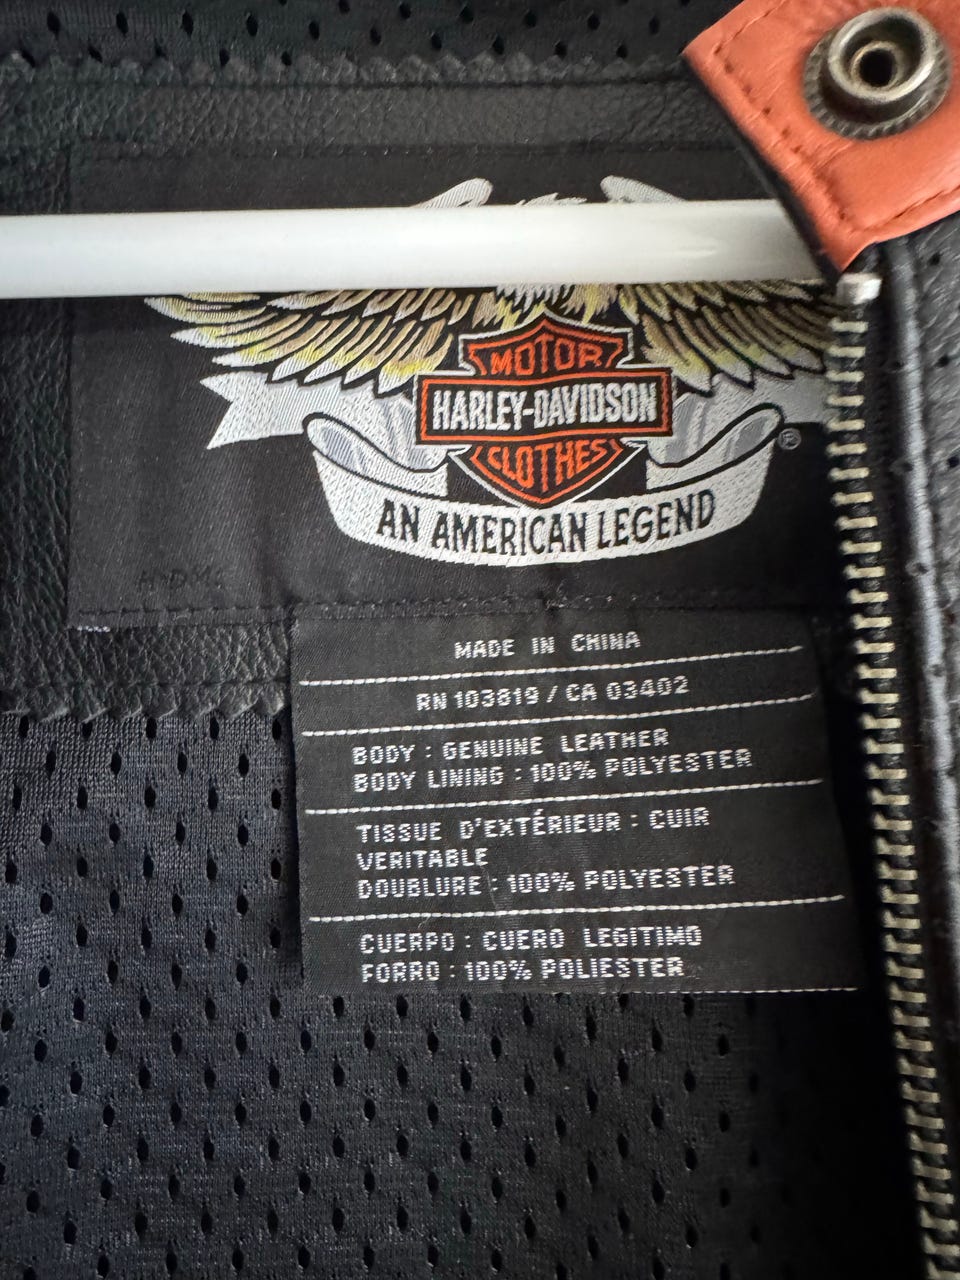 MOTOR
HARLEY-DAVIDSON
CLOTHES
®
AN AMERICAN LEGEND
MADE IN CHINA
RN 103819 / CA 03402
BODY : GENUINE LEATHER
BODY LINING : 100% POLYESTER
TISSUE D'EXTÉRIEUR : CUIR
VERITABLE
DOUBLURE : 100% POLYESTER
CUERPO : CUERO LEGITIMO
FORRO : 100% POLIESTER